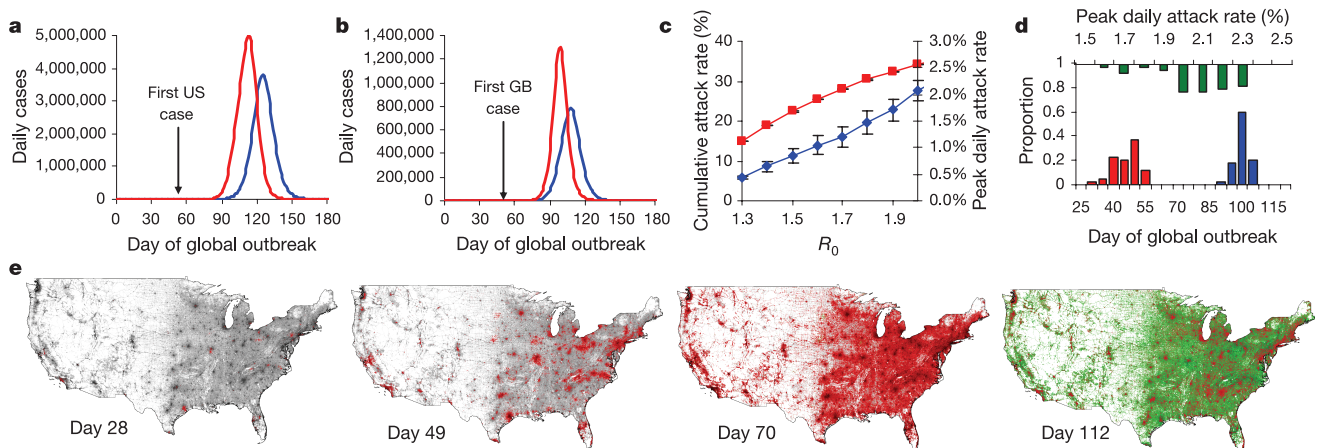 a
Daily cases
5,000,000
4,000,000
3,000,000
2,000,000
1,000,000
0
First US
case
0 30 60 90 120 150
Day of global outbreak
b
Daily cases
1,400,000
1,200,000
1,000,000
800,000
600,000
400,000
200,000
0
First GB
case
0 30 60 90 120 150
Day of global outbreak
c
Cumulative attack rate (%)
40
30
20
10
0
3.0%
2.5%
2.0%
1.5%
1.0%
0.5%
0.0%
Peak daily attack rate
1.3 1.5 1.7 1.9
R0
d
Peak daily attack rate (%)
1.5 1.7 1.9 2.1 2.3 2.5
Proportion
1
0.8
0.6
0.4
0.2
0
25 40 55 70 85 100 115
Day of global outbreak
e
Day 28
Day 49
Day 70
Day 112